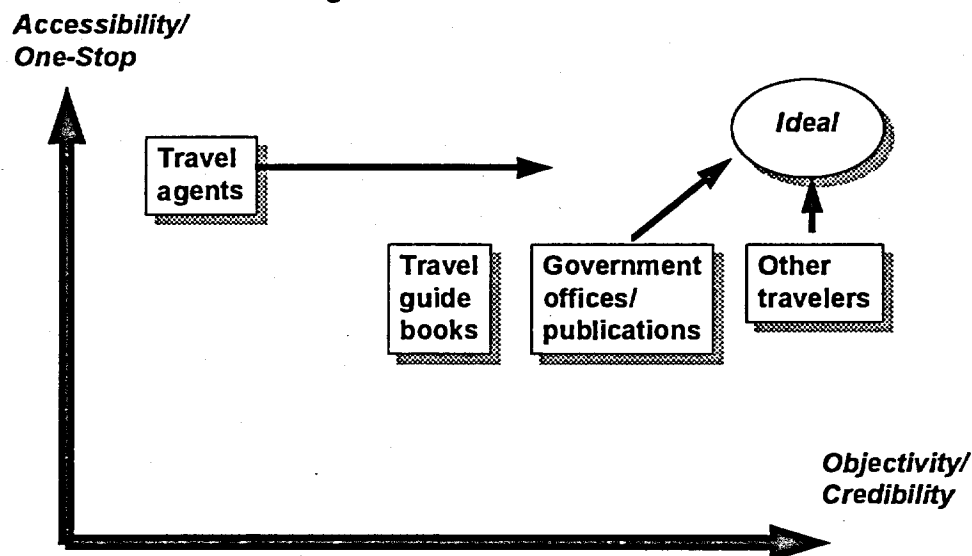 Accessibility/
One-Stop
Ideal
Travel
agents
Travel
guide
books
Government
offices/
publications
Other
travelers
Objectivity/
Credibility